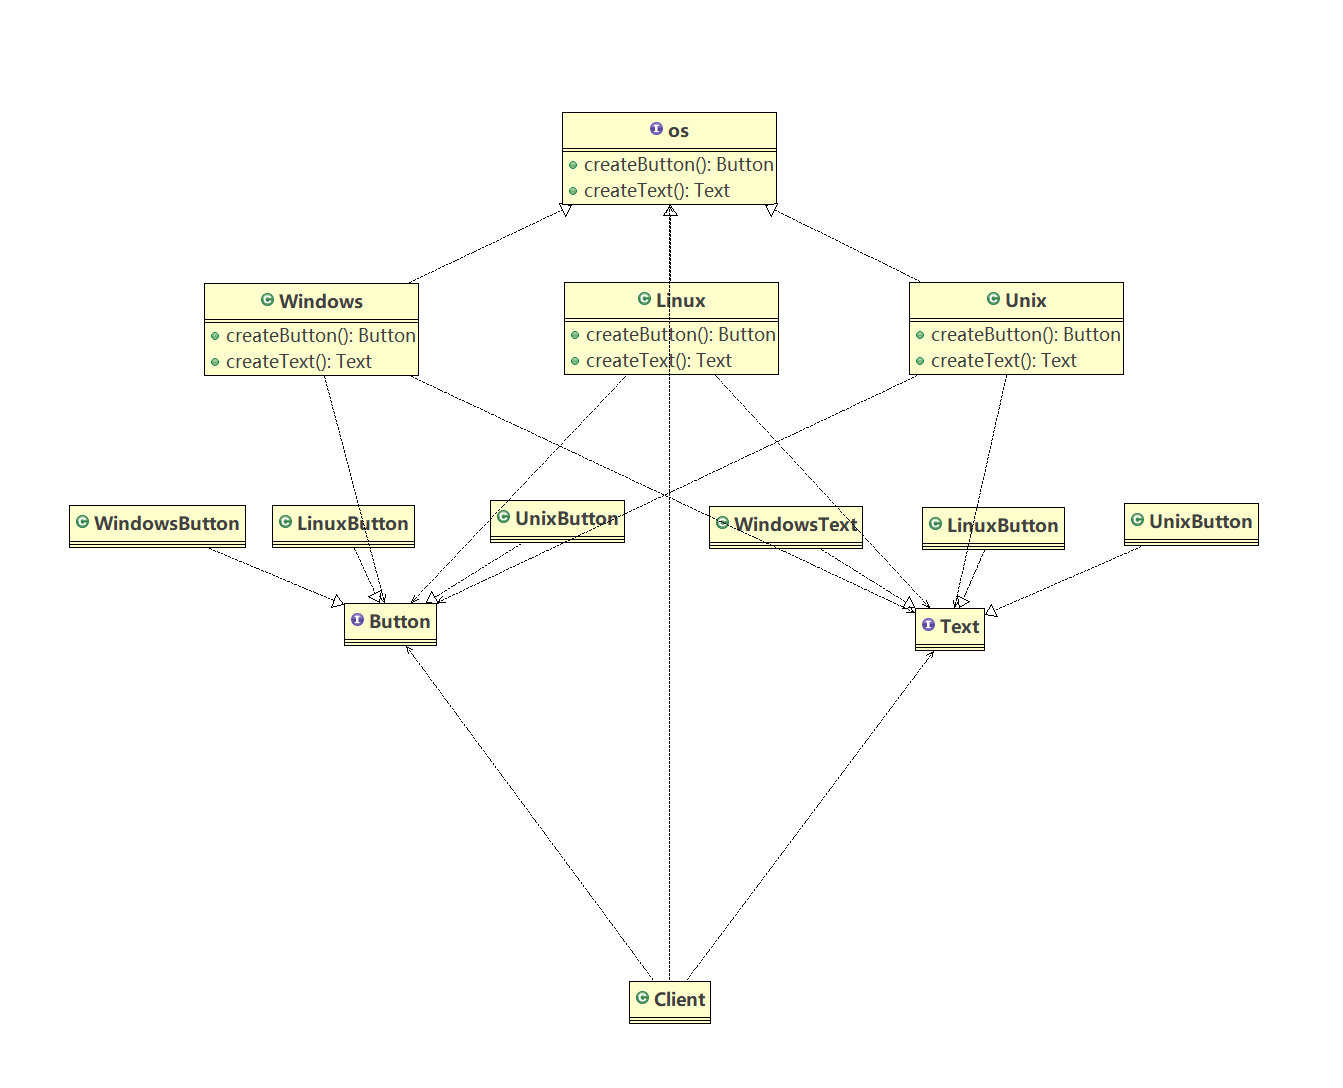 os
createButton(): Button
createText(): Text
Windows
createButton(): Button
createText(): Text
Linux
createButton(): Button
createText(): Text
Unix
createButton(): Button
createText(): Text
WindowsButton
LinuxButton
UnixButton
WindowsText
LinuxButton
UnixButton
Button
Text
Client